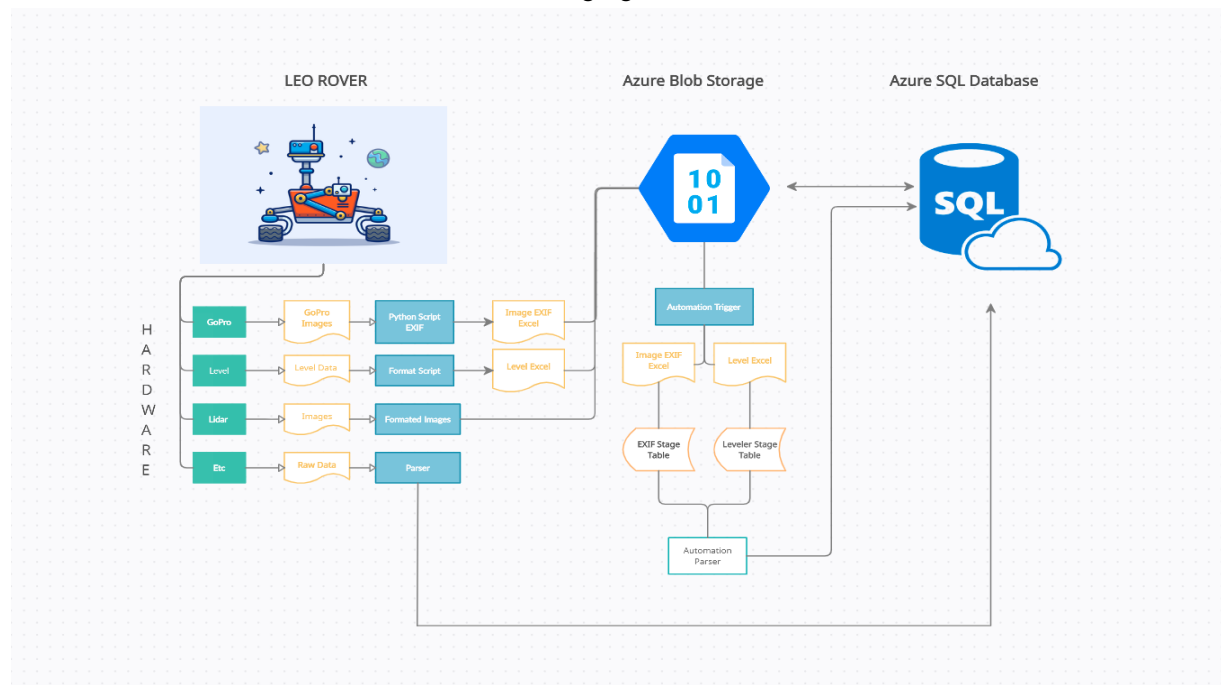 LEO ROVER
Azure Blob Storage
Azure SQL Database
10
01
SQL
HARDWARE
GoPro
GoPro
Images
Python Script
EXIF
Image EXIF
Excel
Level
Level Data
Format Script
Level Excel
Lidar
Images
Formated Images
Etc
Raw Data
Parser
Automation Trigger
Image EXIF
Excel
Level Excel
EXIF Stage
Table
Leveler Stage
Table
Automation
Parser